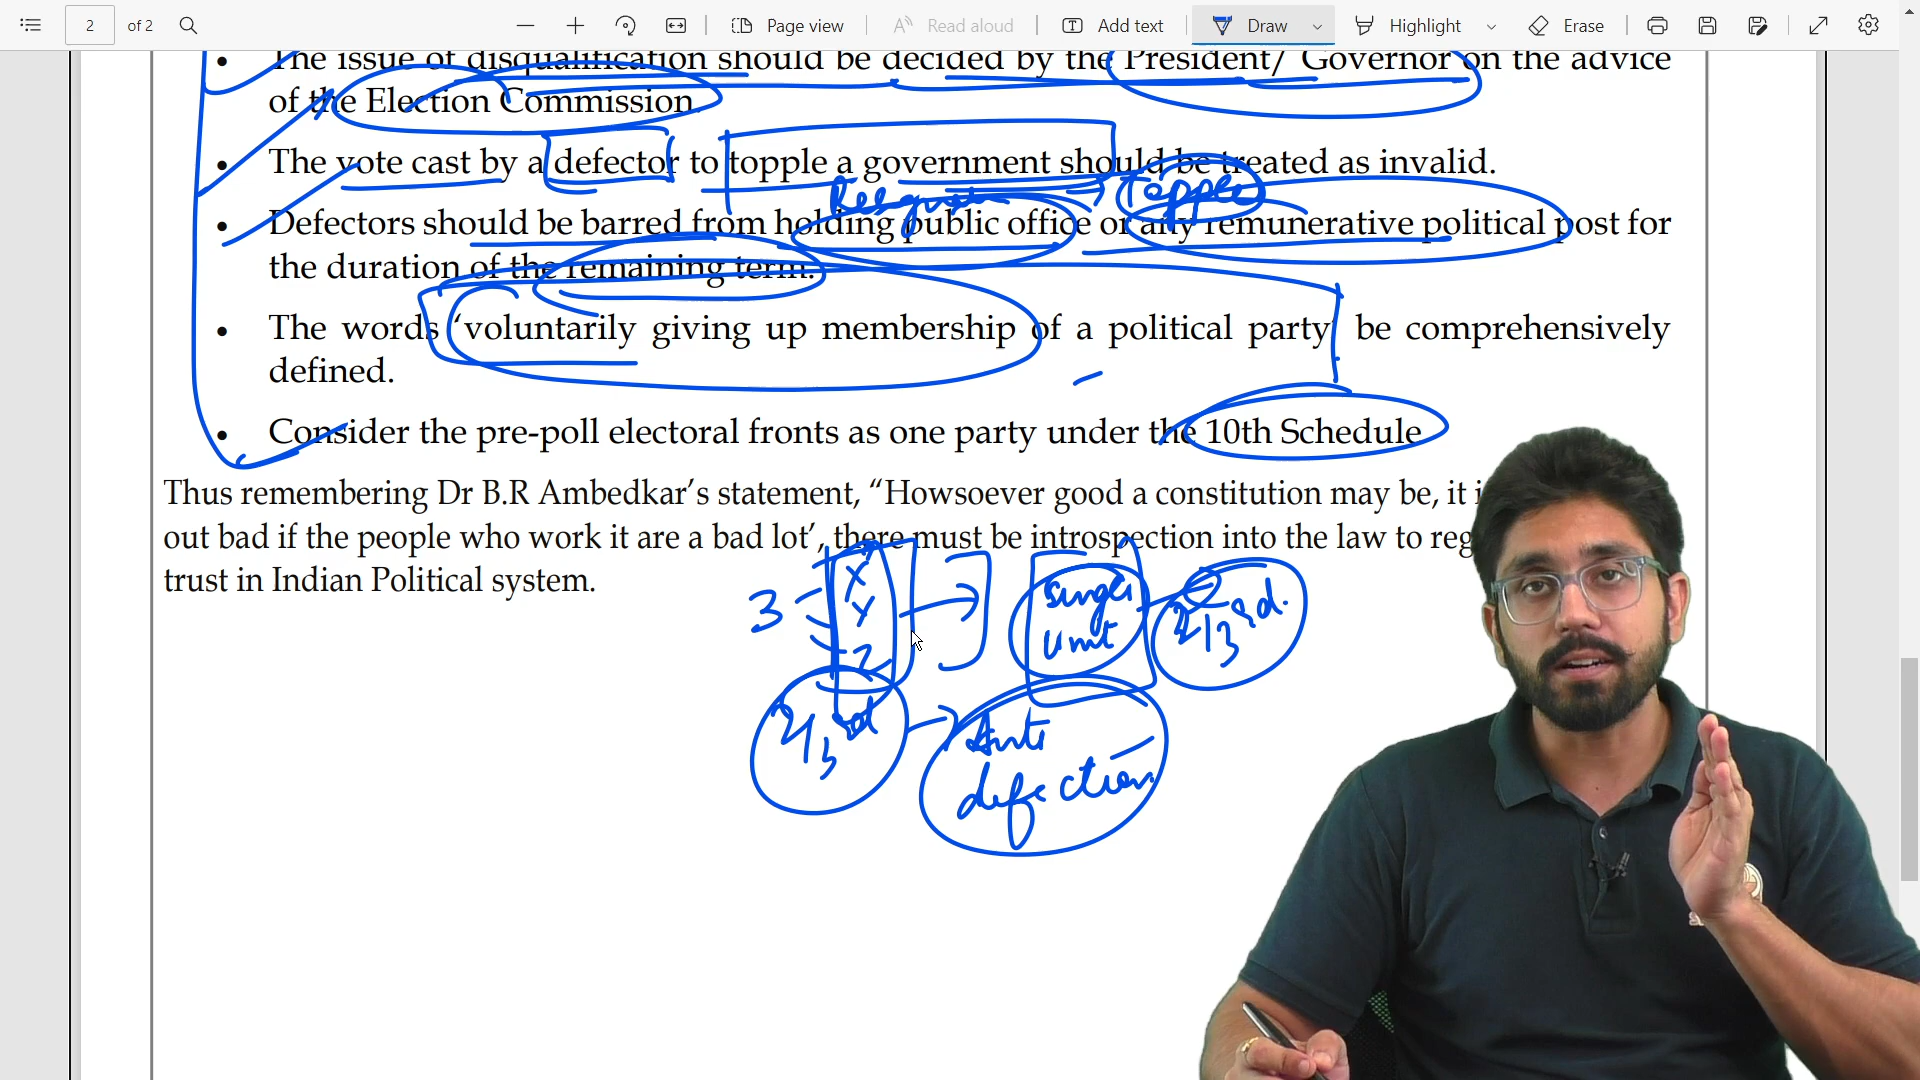 2 of 2 Page view Read aloud Add text Draw Highlight Erase
• The issue of disqualification should be decided by the President/ Governor on the advice
of the Election Commission.
• The vote cast by a defector to topple a government should be treated as invalid.
topple
• Defectors should be barred from holding public office or any remunerative political post for
the duration of the remaining term.
• The words 'voluntarily giving up membership of a political party' be comprehensively
defined.
• Consider the pre-poll electoral fronts as one party under the 10th Schedule
Thus remembering Dr B.R Ambedkar's statement, “Howsoever good a constitution may be, it i
out bad if the people who work it are a bad lot’, there must be introspection into the law to reg
trust in Indian Political system.
3 X Y Z single unit 2/3rd.
2/3rd Anti defection